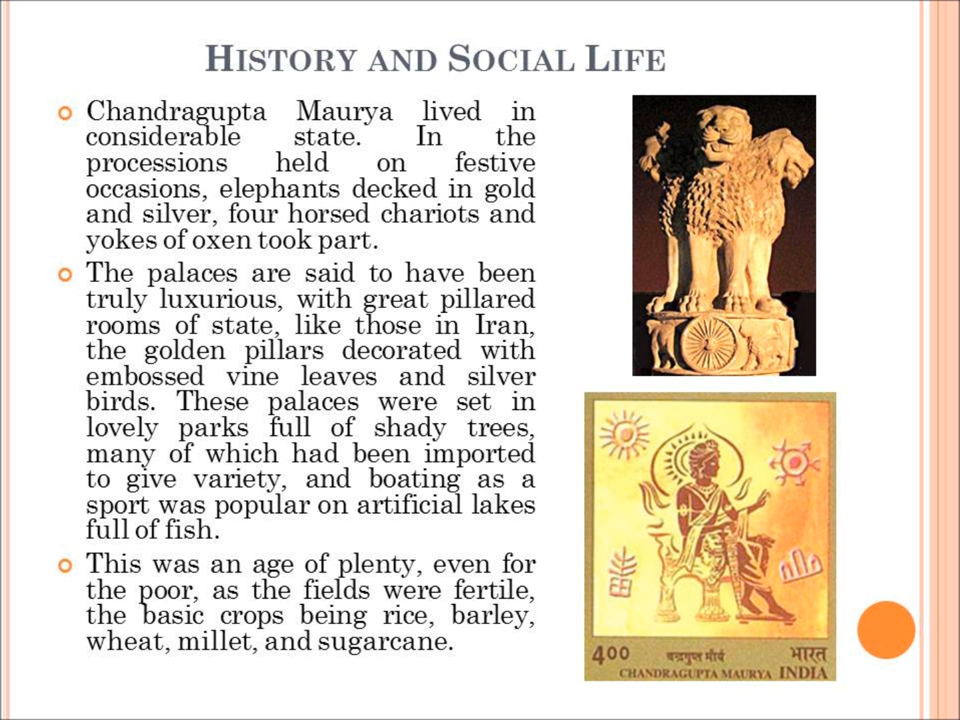 HISTORY AND SOCIAL LIFE
Chandragupta Maurya lived in
considerable state. In the
processions held on festive
occasions, elephants decked in gold
and silver, four horsed chariots and
yokes of oxen took part.
The palaces are said to have been
truly luxurious, with great pillared
rooms of state, like those in Iran,
the golden pillars decorated with
embossed vine leaves and silver
birds. These palaces were set in
lovely parks full of shady trees,
many of which had been imported
to give variety, and boating as a
sport was popular on artificial lakes
full of fish.
This was an age of plenty, even for
the poor, as the fields were fertile,
the basic crops being rice, barley,
wheat, millet, and sugarcane.
400 चन्द्रगुप्त मौर्य भारत
CHANDRAGUPTA MAURYA INDIA